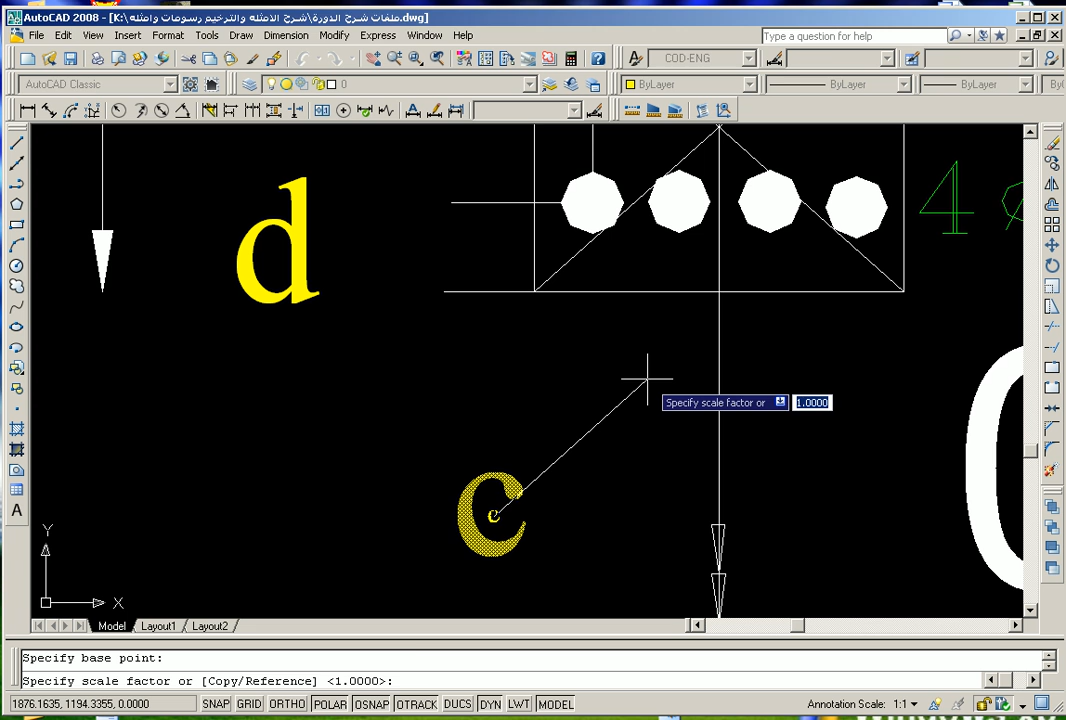 AutoCAD 2008 - [K:\ملفات شرح الدورة\شرح الامثله والترخيم رسومات وامثله.dwg]
File Edit View Insert Format Tools Draw Dimension Modify Express Window Help
Type a question for help
COD-ENG
AutoCAD Classic
0
ByLayer
ByLayer
ByLayer
d
4
Specify scale factor or
1.0000
c
e
Y
X
A
Model
Layout1
Layout2
Specify base point:
Specify scale factor or [Copy/Reference] <1.0000>:
1876.1635, 1194.3355, 0.0000
SNAP GRID ORTHO POLAR OSNAP OTRACK DUCS DYN LWT MODEL
Annotation Scale: 1:1